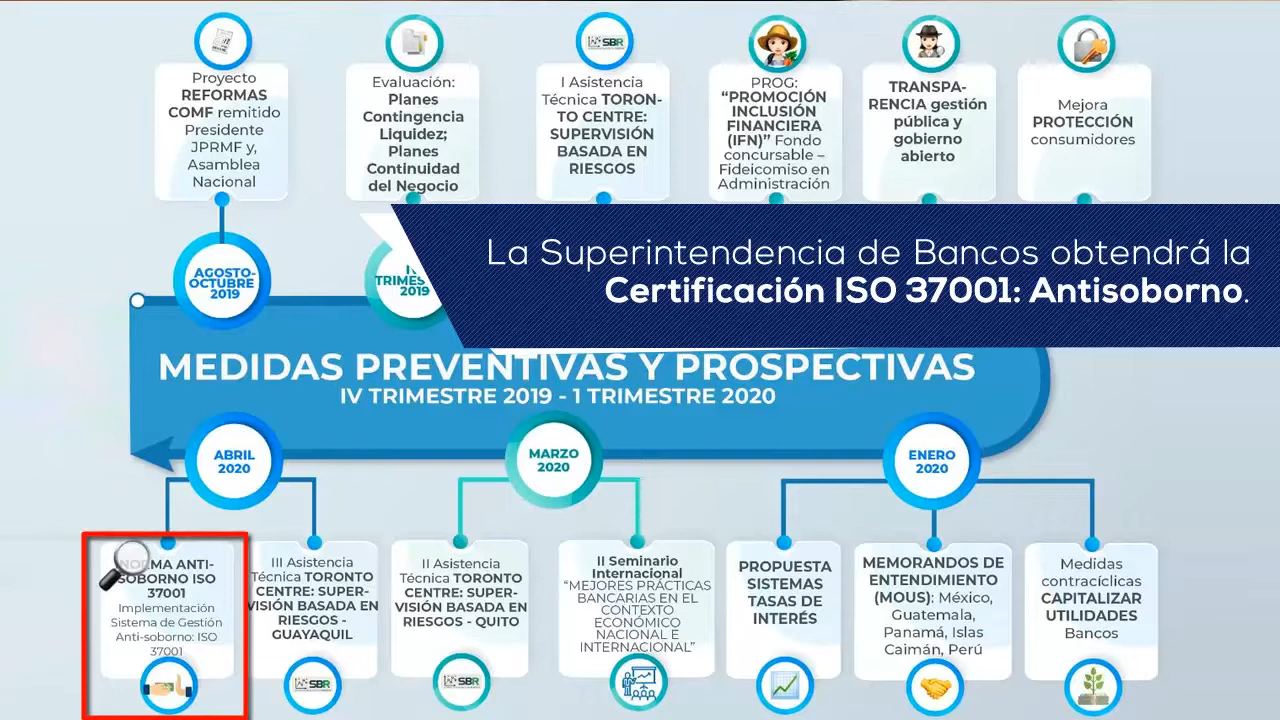 Proyecto
REFORMAS
COMF remitido
Presidente
JPRMF y,
Asamblea
Nacional
Evaluación:
Planes
Contingencia
Liquidez;
Planes
Continuidad
del Negocio
SBR
I Asistencia
Técnica TORON-
TO CENTRE:
SUPERVISIÓN
BASADA EN
RIESGOS
PROG:
“PROMOCIÓN
INCLUSIÓN
FINANCIERA
(IFN)” Fondo
concursable –
Fideicomiso en
Administración
TRANSPA-
RENCIA gestión
pública y
gobierno
abierto
Mejora
PROTECCIÓN
consumidores
La Superintendencia de Bancos obtendrá la
Certificación ISO 37001: Antisoborno.
AGOSTO-
OCTUBRE
2019
2019
MEDIDAS PREVENTIVAS Y PROSPECTIVAS
IV TRIMESTRE 2019 - 1 TRIMESTRE 2020
ABRIL
2020
MARZO
2020
ENERO
2020
NORMA ANTI-
SOBORNO ISO
37001
Implementación
Sistema de Gestión
Anti-soborno: ISO
37001
III Asistencia
Técnica TORONTO
CENTRE: SUPER-
VISIÓN BASADA EN
RIESGOS -
GUAYAQUIL
SBR
II Asistencia
Técnica TORONTO
CENTRE: SUPER-
VISIÓN BASADA EN
RIESGOS - QUITO
SBR
II Seminario
Internacional
“MEJORES PRÁCTICAS
BANCARIAS EN EL
CONTEXTO
ECONÓMICO
NACIONAL E
INTERNACIONAL”
PROPUESTA
SISTEMAS
TASAS DE
INTERÉS
MEMORANDOS DE
ENTENDIMIENTO
(MOUS): México,
Guatemala,
Panamá, Islas
Caimán, Perú
Medidas
contracíclicas
CAPITALIZAR
UTILIDADES
Bancos